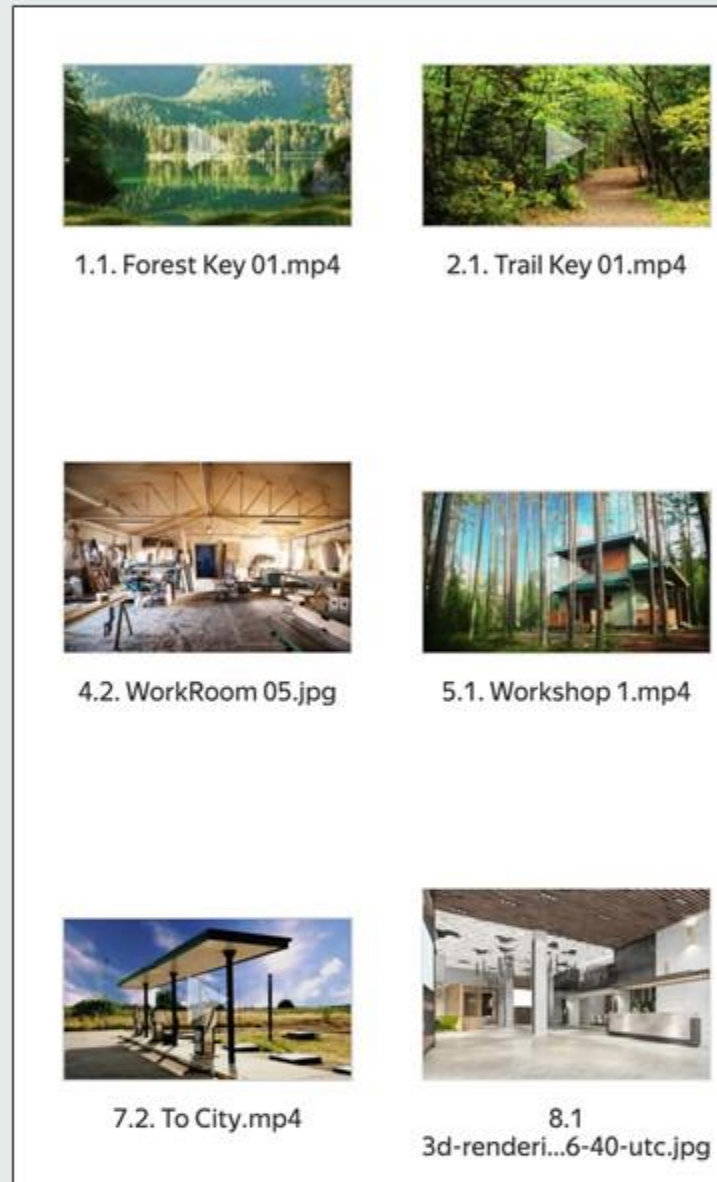 1.1. Forest Key 01.mp4
2.1. Trail Key 01.mp4
4.2. WorkRoom 05.jpg
5.1. Workshop 1.mp4
7.2. To City.mp4
8.1
3d-renderi...6-40-utc.jpg